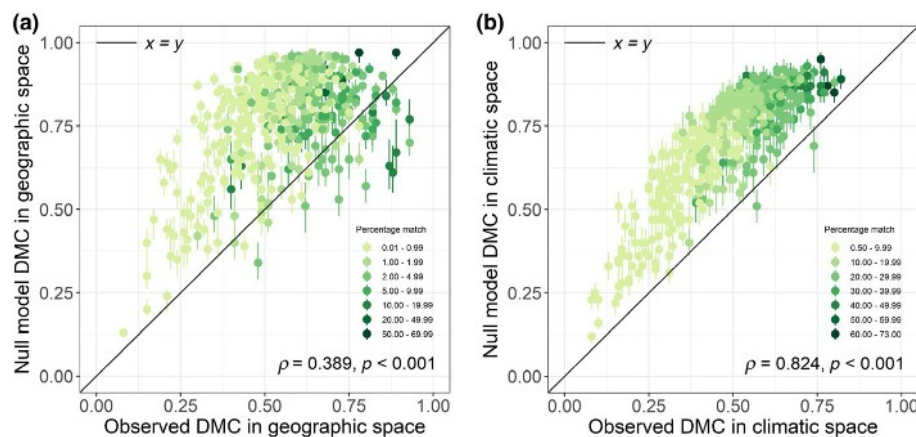 (a)
x = y
Null model DMC in geographic space
1.00
0.75
0.50
0.25
0.00
Percentage match
0.01 - 0.99
1.00 - 1.99
2.00 - 4.99
5.00 - 9.99
10.00 - 19.99
20.00 - 49.99
50.00 - 69.99
ρ = 0.389, p < 0.001
0.00 0.25 0.50 0.75 1.00
Observed DMC in geographic space
(b)
x = y
Null model DMC in climatic space
1.00
0.75
0.50
0.25
0.00
Percentage match
0.50 - 9.99
10.00 - 19.99
20.00 - 29.99
30.00 - 39.99
40.00 - 49.99
50.00 - 59.99
60.00 - 73.00
ρ = 0.824, p < 0.001
0.00 0.25 0.50 0.75 1.00
Observed DMC in climatic space